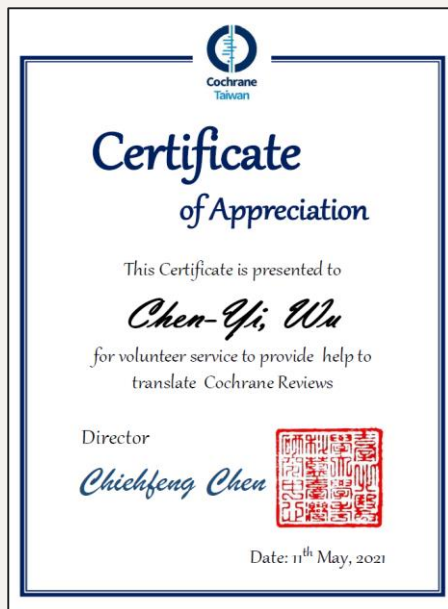 Cochrane
Taiwan
Certificate
of Appreciation
This Certificate is presented to
Chen-Yi, Wu
for volunteer service to provide help to
translate Cochrane Reviews
Director
Chiehfeng Chen
Date: 11th May, 2021